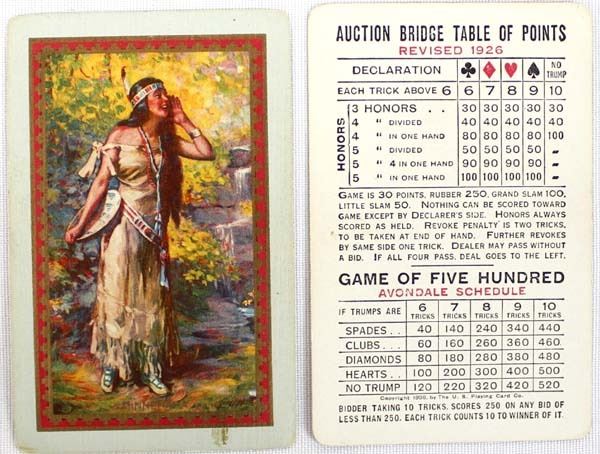 AUCTION BRIDGE TABLE OF POINTS
REVISED 1926
DECLARATION ♣ ♦ ♥ ♠ NO TRUMP
EACH TRICK ABOVE 6 6 7 8 9 10
HONORS
3 HONORS . . 30 30 30 30 30
4 " DIVIDED 40 40 40 40 40
4 " IN ONE HAND 80 80 80 80 100
5 " DIVIDED 50 50 50 50 -
5 " 4 IN ONE HAND 90 90 90 90 -
5 " IN ONE HAND 100 100 100 100 -
GAME IS 30 POINTS, RUBBER 250, GRAND SLAM 100,
LITTLE SLAM 50. NOTHING CAN BE SCORED TOWARD
GAME EXCEPT BY DECLARER'S SIDE. HONORS ALWAYS
SCORED AS HELD. REVOKE PENALTY IS TWO TRICKS,
TO BE TAKEN AT END OF HAND. FURTHER REVOKES
BY SAME SIDE ONE TRICK. DEALER MAY PASS WITHOUT
A BID. IF ALL FOUR PASS, DEAL GOES TO THE LEFT.
GAME OF FIVE HUNDRED
AVONDALE SCHEDULE
IF TRUMPS ARE 6 TRICKS 7 TRICKS 8 TRICKS 9 TRICKS 10 TRICKS
SPADES . . 40 140 240 340 440
CLUBS . . . 60 160 260 360 460
DIAMONDS 80 180 280 380 480
HEARTS . . 100 200 300 400 500
NO TRUMP 120 220 320 420 520
by The U. S. Playing Card Co.
BIDDER TAKING 10 TRICKS, SCORES 250 ON ANY BID OF
LESS THAN 250. EACH TRICK COUNTS 10 TO WINNER OF IT.